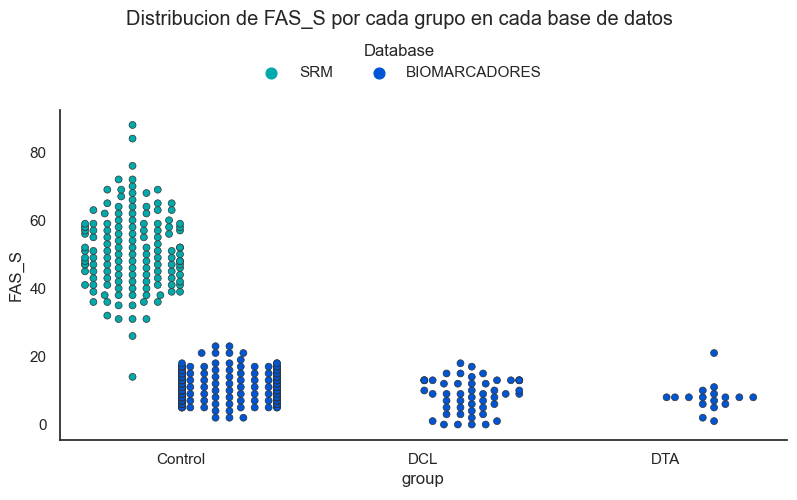 Distribucion de FAS_S por cada grupo en cada base de datos
Database
SRM BIOMARCADORES
FAS_S
80
60
40
20
0
Control DCL DTA
group